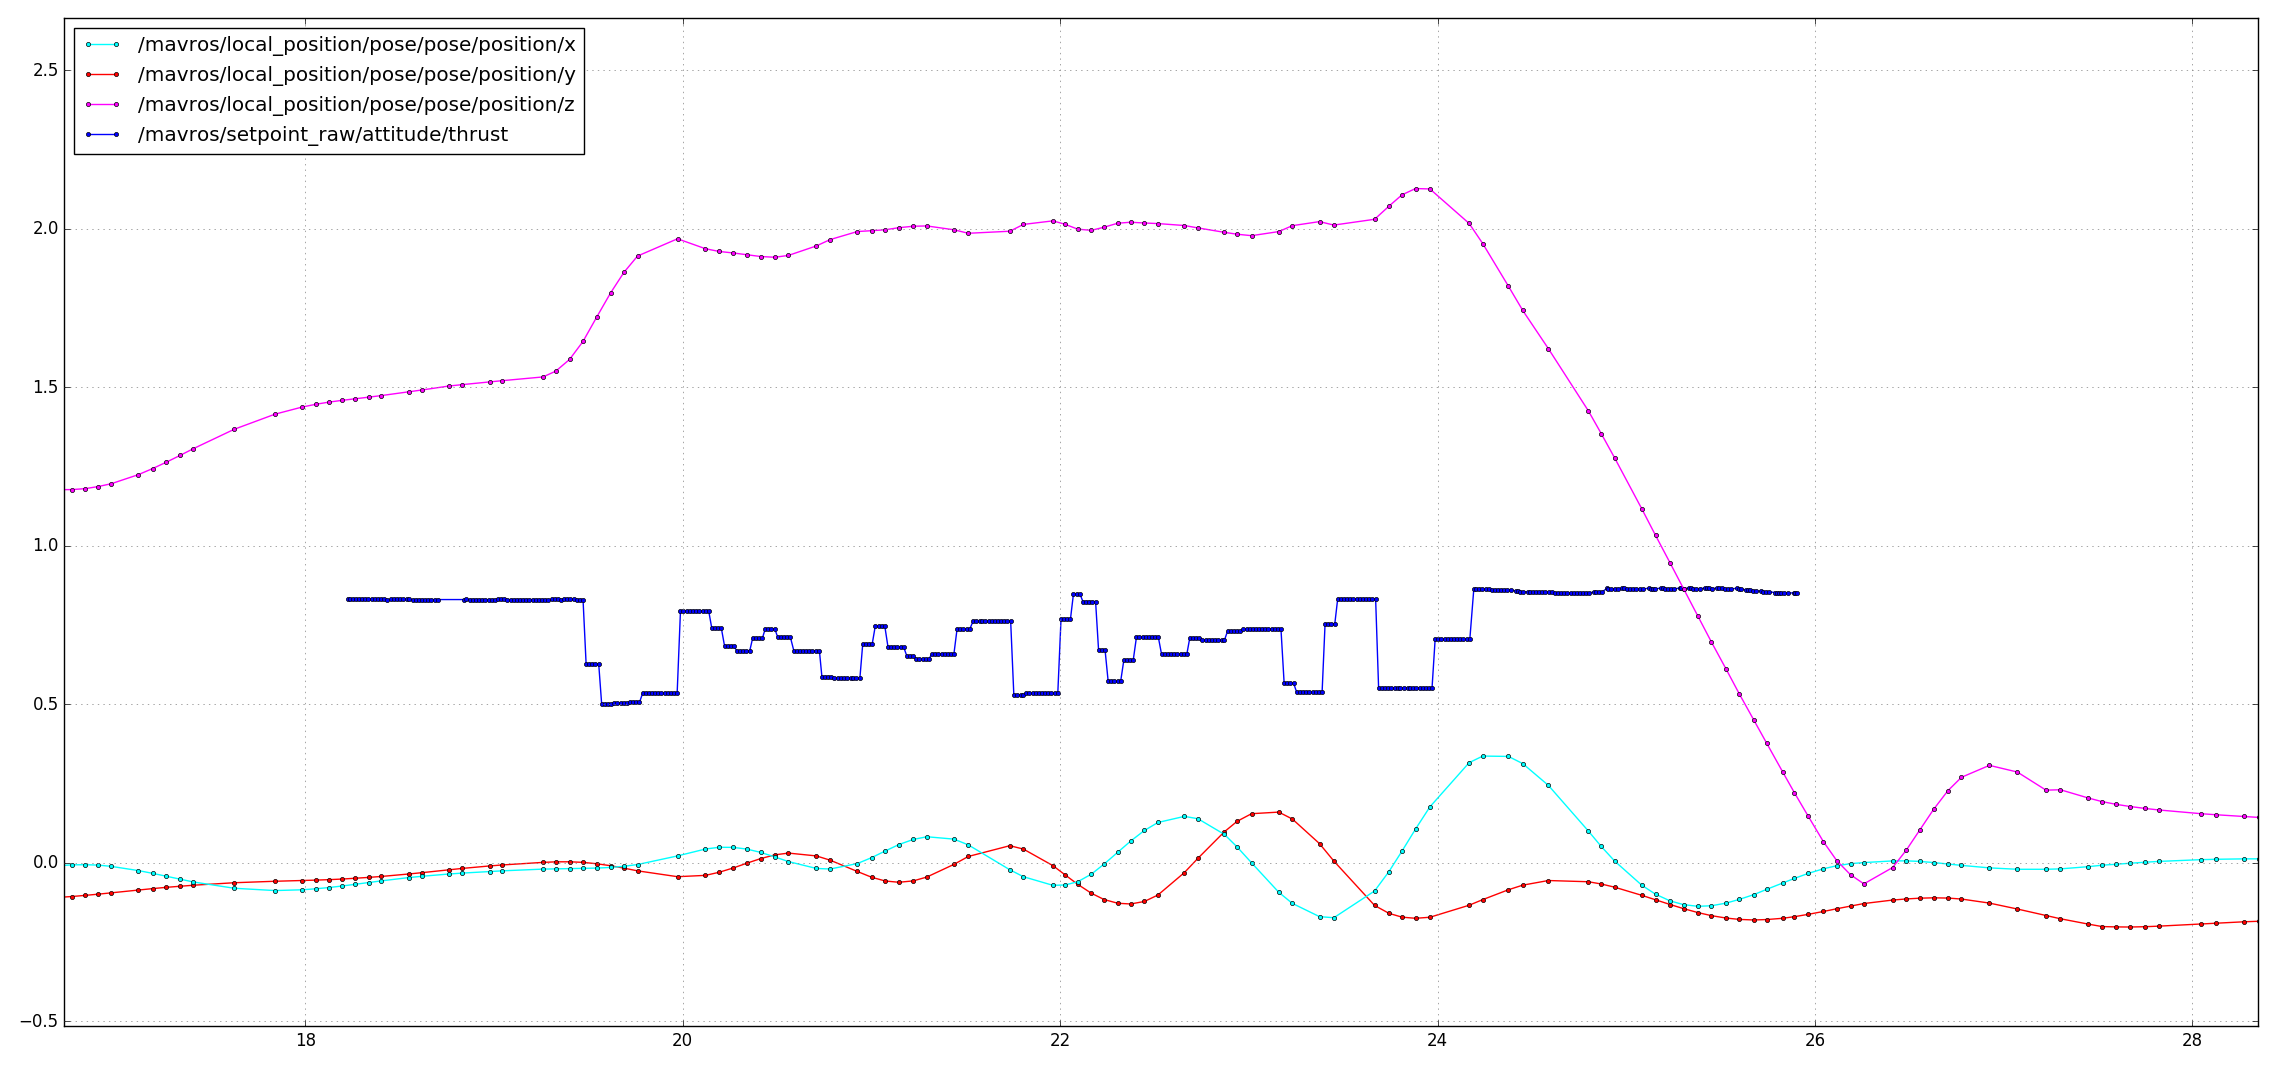 /mavros/local_position/pose/pose/position/x
/mavros/local_position/pose/pose/position/y
/mavros/local_position/pose/pose/position/z
/mavros/setpoint_raw/attitude/thrust
2.5
2.0
1.5
1.0
0.5
0.0
−0.5
18 20 22 24 26 28